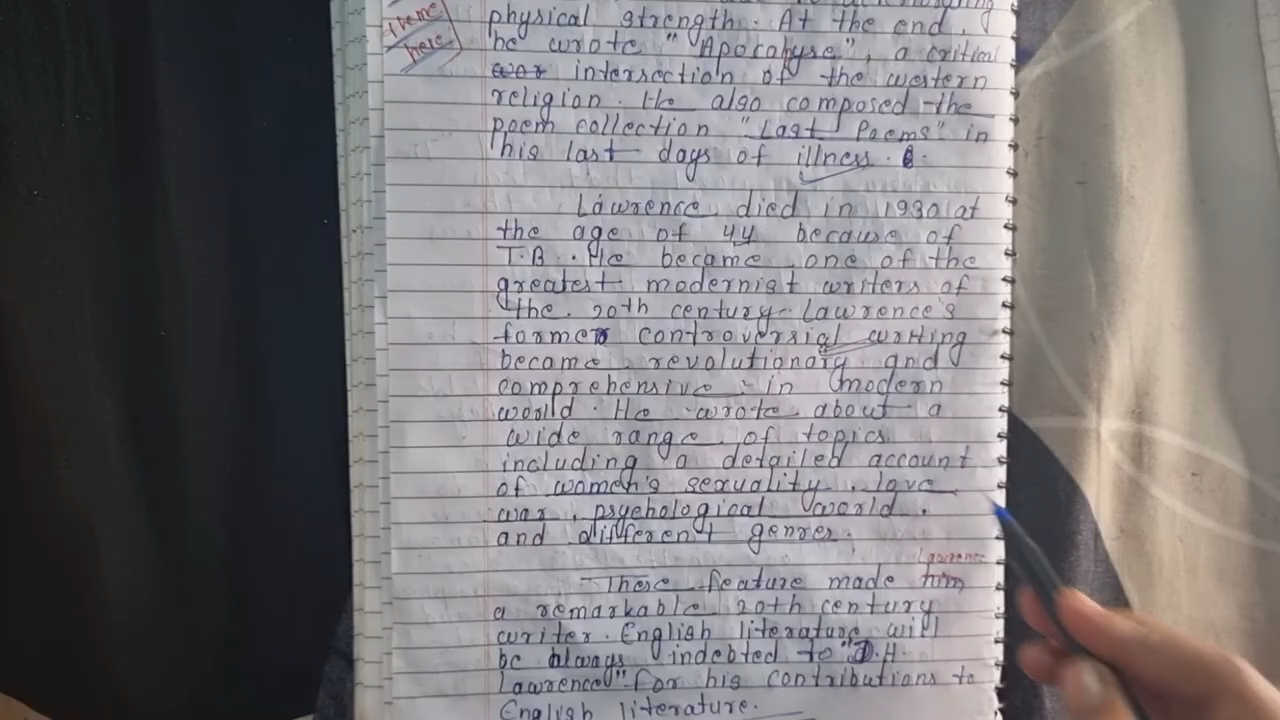 theme
here
physical strength. At the end,
he wrote "Apocalyse", a critical
intersection of the western
religion. He also composed the
poem collection "Last Poems" in
his last days of illness.
Lawrence died in 1930 at
the age of 44 because of
T.B. He became one of the
greatest modernist writers of
the 20th century. Lawrence's
former controversial writing
became revolutionary and
comprehensive in modern
world. He wrote about a
wide range of topics
including a detailed account
of women's sexuality, love
war, psychological world,
and different genres.
Lawrence
These feature made him
a remarkable 20th century
writer. English literature will
be always indebted to "D.H.
Lawrence" for his contributions to
English literature.